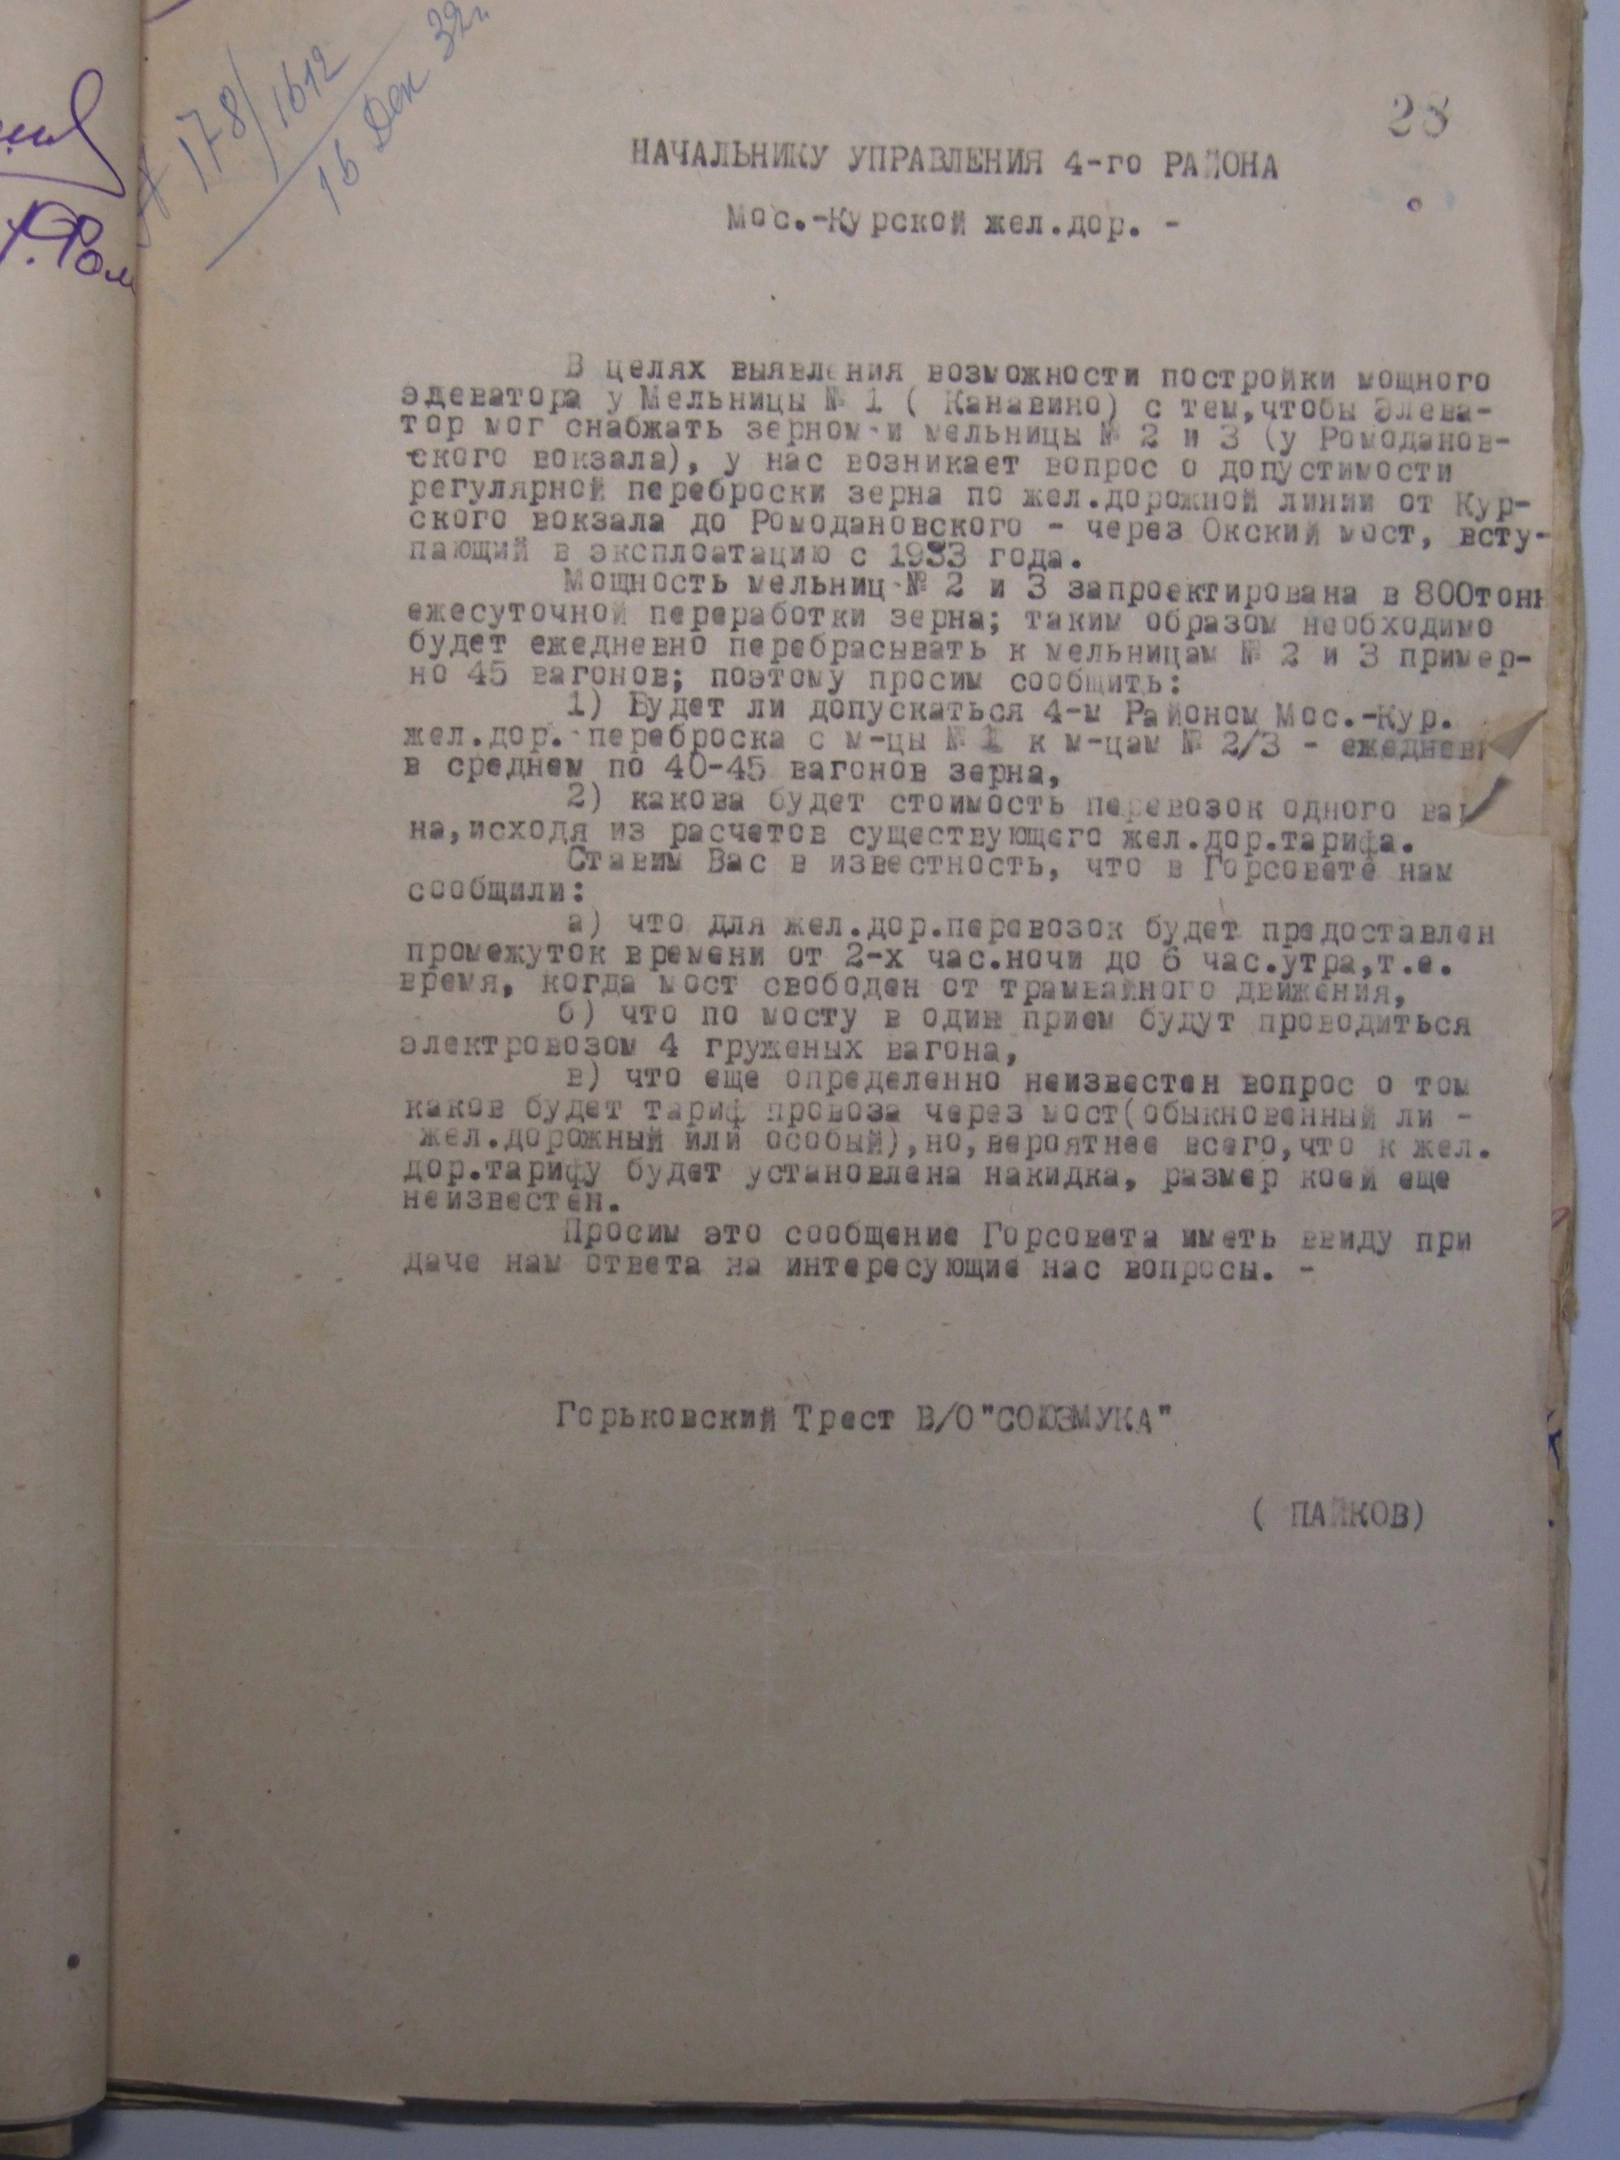 178/1612
16 Дек 32г.
28
НАЧАЛЬНИКУ УПРАВЛЕНИЯ 4-го РАЙОНА
Мос.-Курской жел.дор. -
В целях выявления возможности постройки мощного
эдеватора у Мельницы № 1 ( Канавино) с тем,чтобы Элева-
тор мог снабжать зерном и мельницы № 2 и 3 (у Ромоданов-
ского вокзала), у нас возникает вопрос о допустимости
регулярной переброски зерна по жел.дорожной линии от Кур-
ского вокзала до Ромодановского - через Окский мост, всту-
пающий в эксплоатацию с 1933 года.
Мощность мельниц № 2 и 3 запроектирована в 800тонн
ежесуточной переработки зерна; таким образом необходимо
будет ежедневно перебрасывать к мельницам № 2 и 3 пример-
но 45 вагонов; поэтому просим сообщить:
1) Будет ли допускаться 4-м Районом Мос.-Кур.
жел.дор. переброска с м-цы № 1 к м-цам № 2/3 - ежедневн
в среднем по 40-45 вагонов зерна,
2) какова будет стоимость перевозок одного ваг
на,исходя из расчетов существующего жел.дор.тарифа.
Ставим Вас в известность, что в Горсовете нам
сообщили:
а) что для жел.дор.перевозок будет предоставлен
промежуток времени от 2-х час.ночи до 6 час.утра,т.е.
время, когда мост свободен от трамвайного движения,
б) что по мосту в один прием будут проводиться
электровозом 4 груженых вагона,
в) что еще определенно неизвестен вопрос о том
каков будет тариф провоза через мост(обыкновенный ли -
жел.дорожный или особый),но,вероятнее всего,что к жел.
дор.тарифу будет установлена накидка, размер коей еще
неизвестен.
Просим это сообщение Горсовета иметь ввиду при
даче нам ответа на интересующие нас вопросы. -
Горьковский Трест В/О"СОЮЗМУКА"
( ПАЙКОВ)